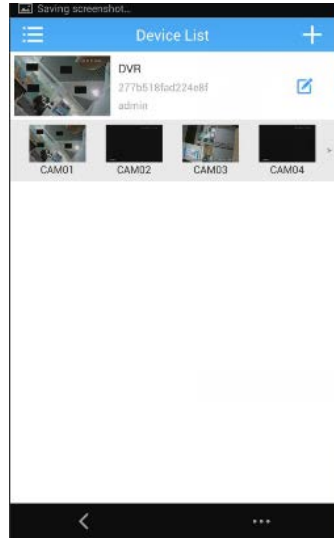 Saving screenshot...
Device List
DVR
277b518fad224e8f
admin
CAM01 CAM02 CAM03 CAM04